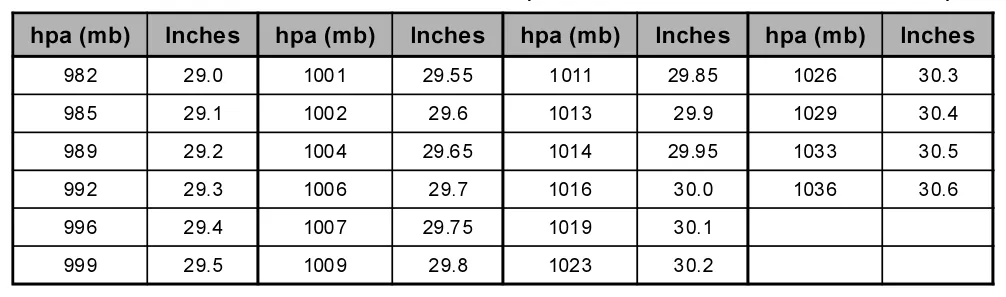 hpa (mb) Inches hpa (mb) Inches hpa (mb) Inches hpa (mb) Inches
982 29.0 1001 29.55 1011 29.85 1026 30.3
985 29.1 1002 29.6 1013 29.9 1029 30.4
989 29.2 1004 29.65 1014 29.95 1033 30.5
992 29.3 1006 29.7 1016 30.0 1036 30.6
996 29.4 1007 29.75 1019 30.1
999 29.5 1009 29.8 1023 30.2